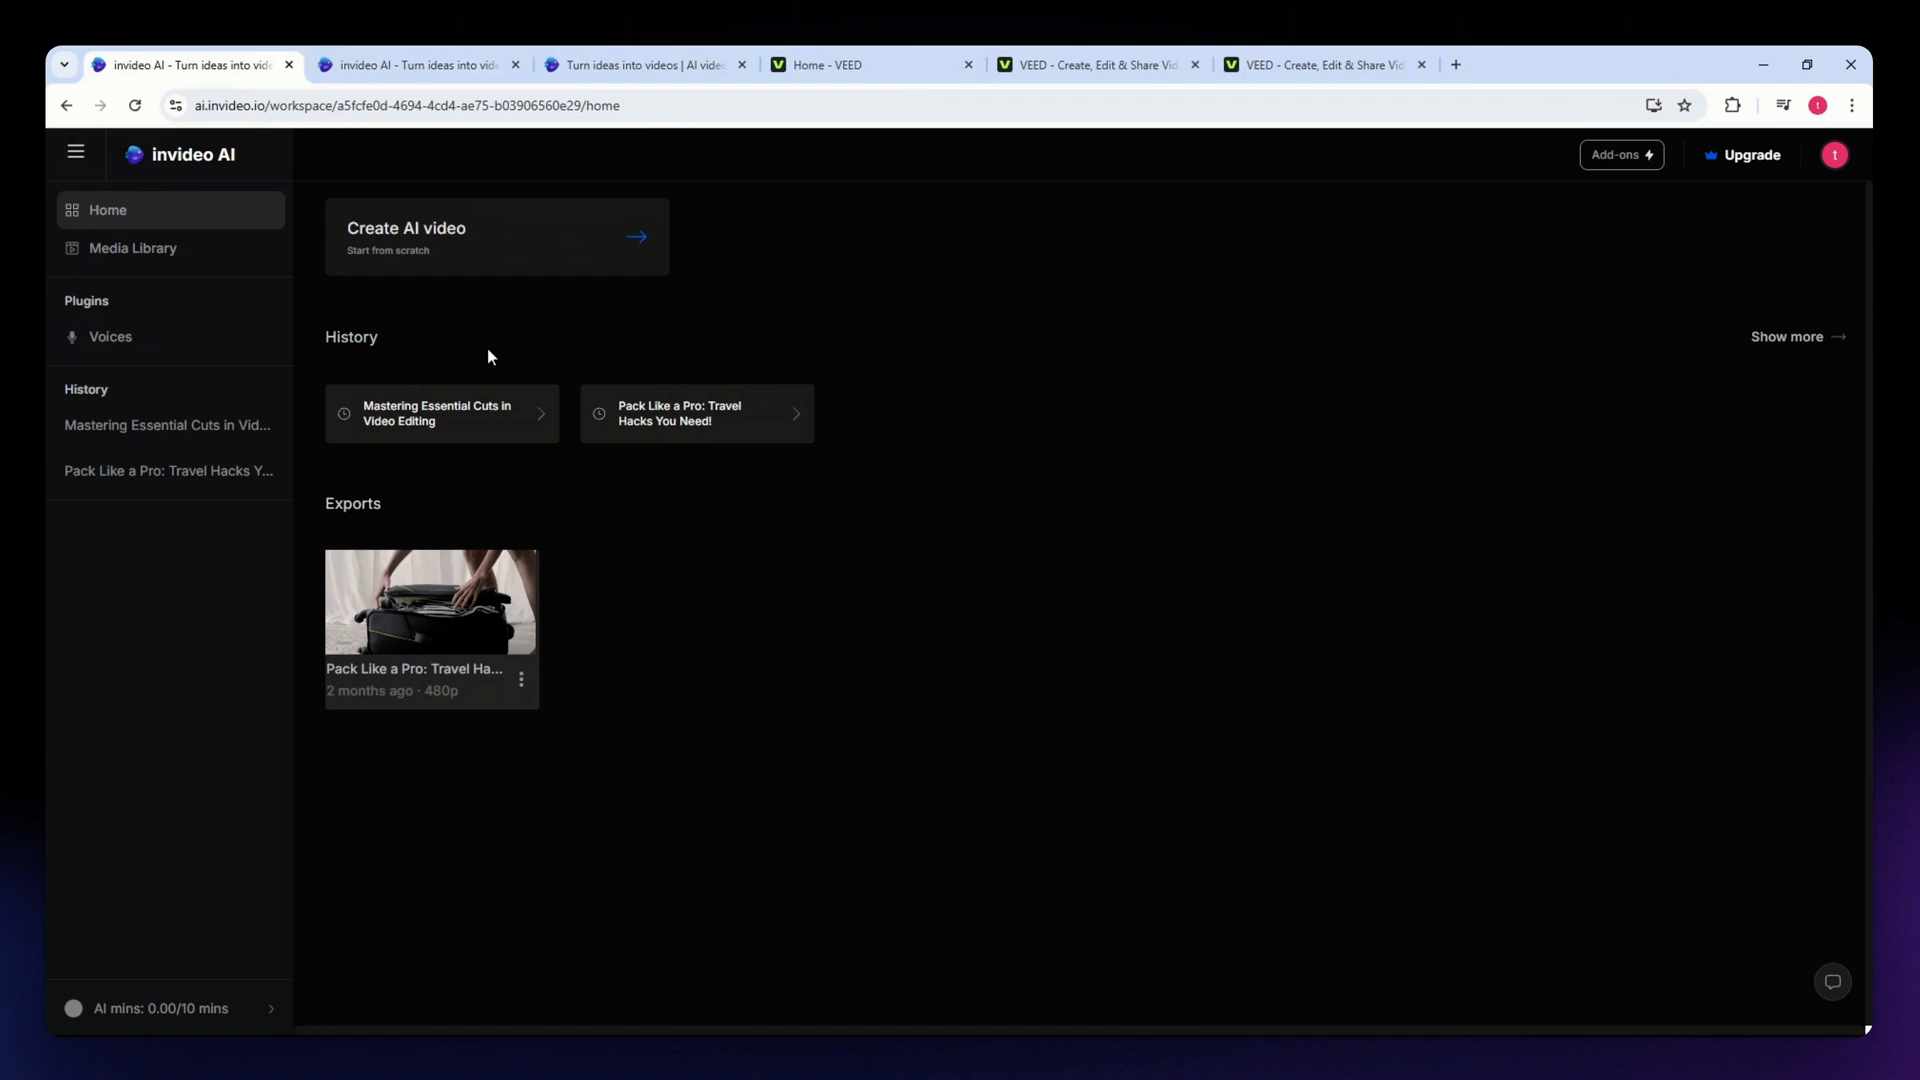 invideo AI - Turn ideas into vide
invideo AI - Turn ideas into vide
Turn ideas into videos | AI video
Home - VEED
VEED - Create, Edit & Share Vid
VEED - Create, Edit & Share Vid
ai.invideo.io/workspace/a5fcfe0d-4694-4cd4-ae75-b03906560e29/home
t
invideo AI
Add-ons
Upgrade
t
Home
Media Library
Plugins
Voices
History
Mastering Essential Cuts in Vid...
Pack Like a Pro: Travel Hacks Y...
AI mins: 0.00/10 mins
Create AI video
Start from scratch
History
Show more
Mastering Essential Cuts in
Video Editing
Pack Like a Pro: Travel
Hacks You Need!
Exports
Pack Like a Pro: Travel Ha...
2 months ago · 480p